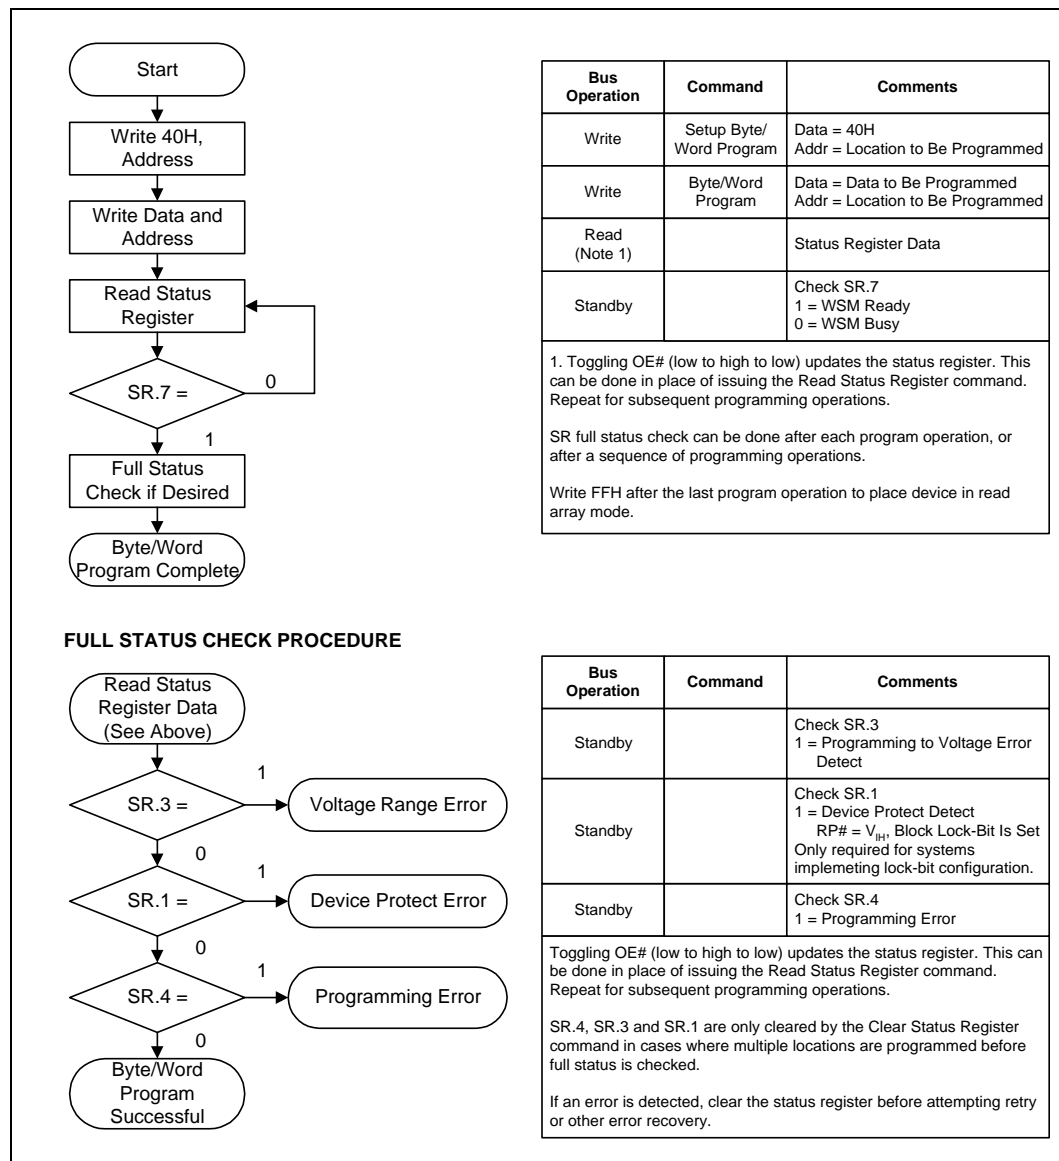 Start
Write 40H,
Address
Write Data and
Address
Read Status
Register
SR.7 =
0
1
Full Status
Check if Desired
Byte/Word
Program Complete
Bus
Operation
Command
Comments
Write
Setup Byte/
Word Program
Data = 40H
Addr = Location to Be Programmed
Write
Byte/Word
Program
Data = Data to Be Programmed
Addr = Location to Be Programmed
Read
(Note 1)
Status Register Data
Standby
Check SR.7
1 = WSM Ready
0 = WSM Busy
1. Toggling OE# (low to high to low) updates the status register. This
can be done in place of issuing the Read Status Register command.
Repeat for subsequent programming operations.
SR full status check can be done after each program operation, or
after a sequence of programming operations.
Write FFH after the last program operation to place device in read
array mode.
FULL STATUS CHECK PROCEDURE
Read Status
Register Data
(See Above)
SR.3 =
1
Voltage Range Error
0
SR.1 =
1
Device Protect Error
0
SR.4 =
1
Programming Error
0
Byte/Word
Program
Successful
Bus
Operation
Command
Comments
Standby
Check SR.3
1 = Programming to Voltage Error
Detect
Standby
Check SR.1
1 = Device Protect Detect
RP# = VIH, Block Lock-Bit Is Set
Only required for systems
implemeting lock-bit configuration.
Standby
Check SR.4
1 = Programming Error
Toggling OE# (low to high to low) updates the status register. This can
be done in place of issuing the Read Status Register command.
Repeat for subsequent programming operations.
SR.4, SR.3 and SR.1 are only cleared by the Clear Status Register
command in cases where multiple locations are programmed before
full status is checked.
If an error is detected, clear the status register before attempting retry
or other error recovery.